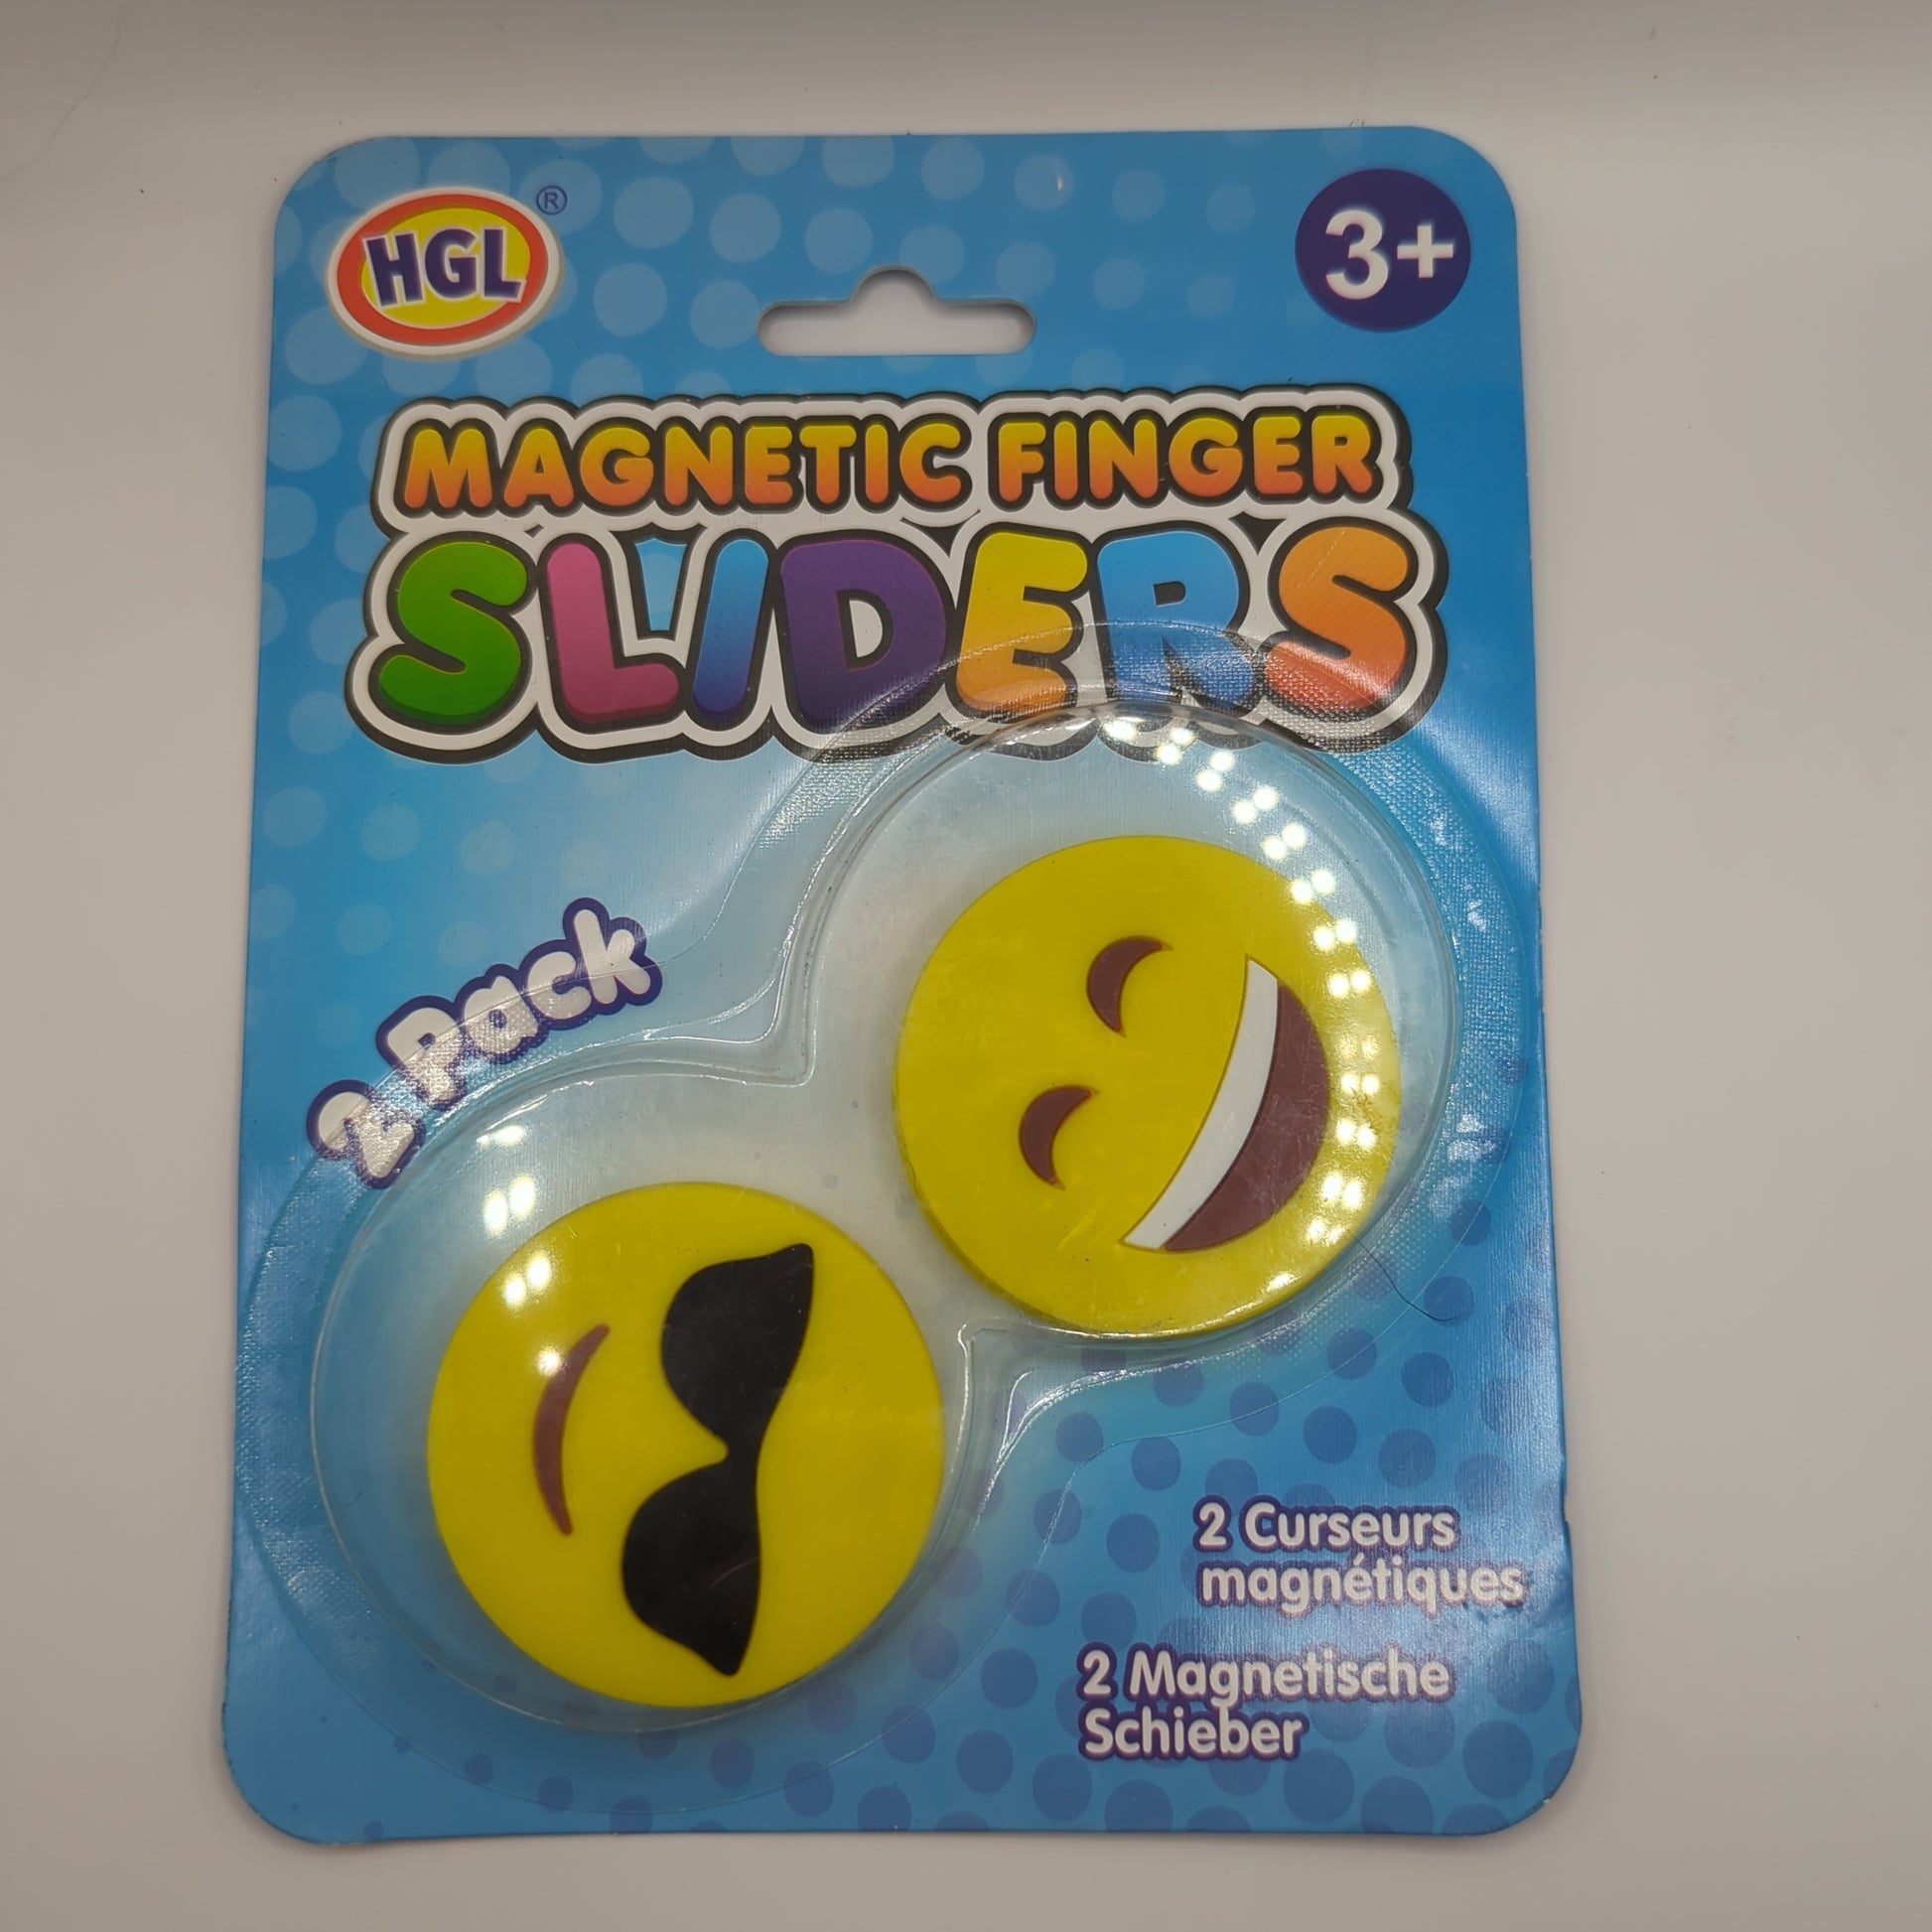 HGL®
3+
MAGNETIC FINGER
SLIDERS
2 Pack
2 Curseurs
magnétiques
2 Magnetische
Schieber